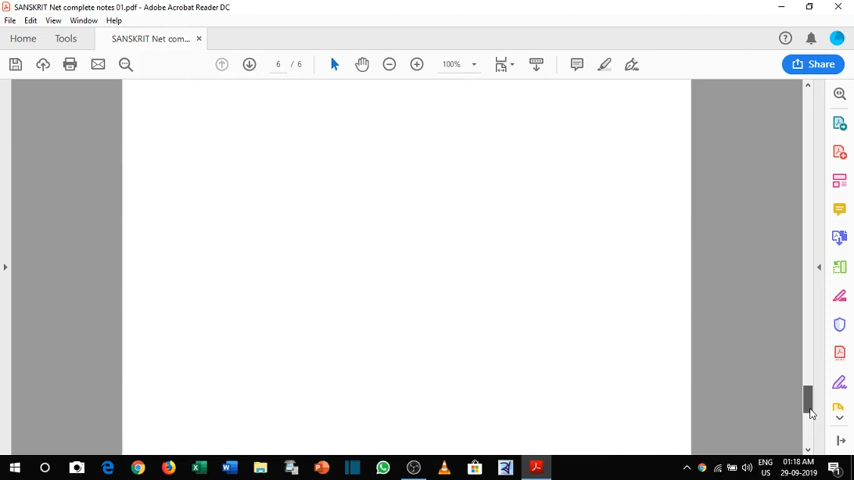 SANSKRIT Net complete notes 01.pdf - Adobe Acrobat Reader DC
File Edit View Window Help
Home Tools SANSKRIT Net com... ×
6 / 6 100% Share
ENG 01:18 AM
US 29-09-2019